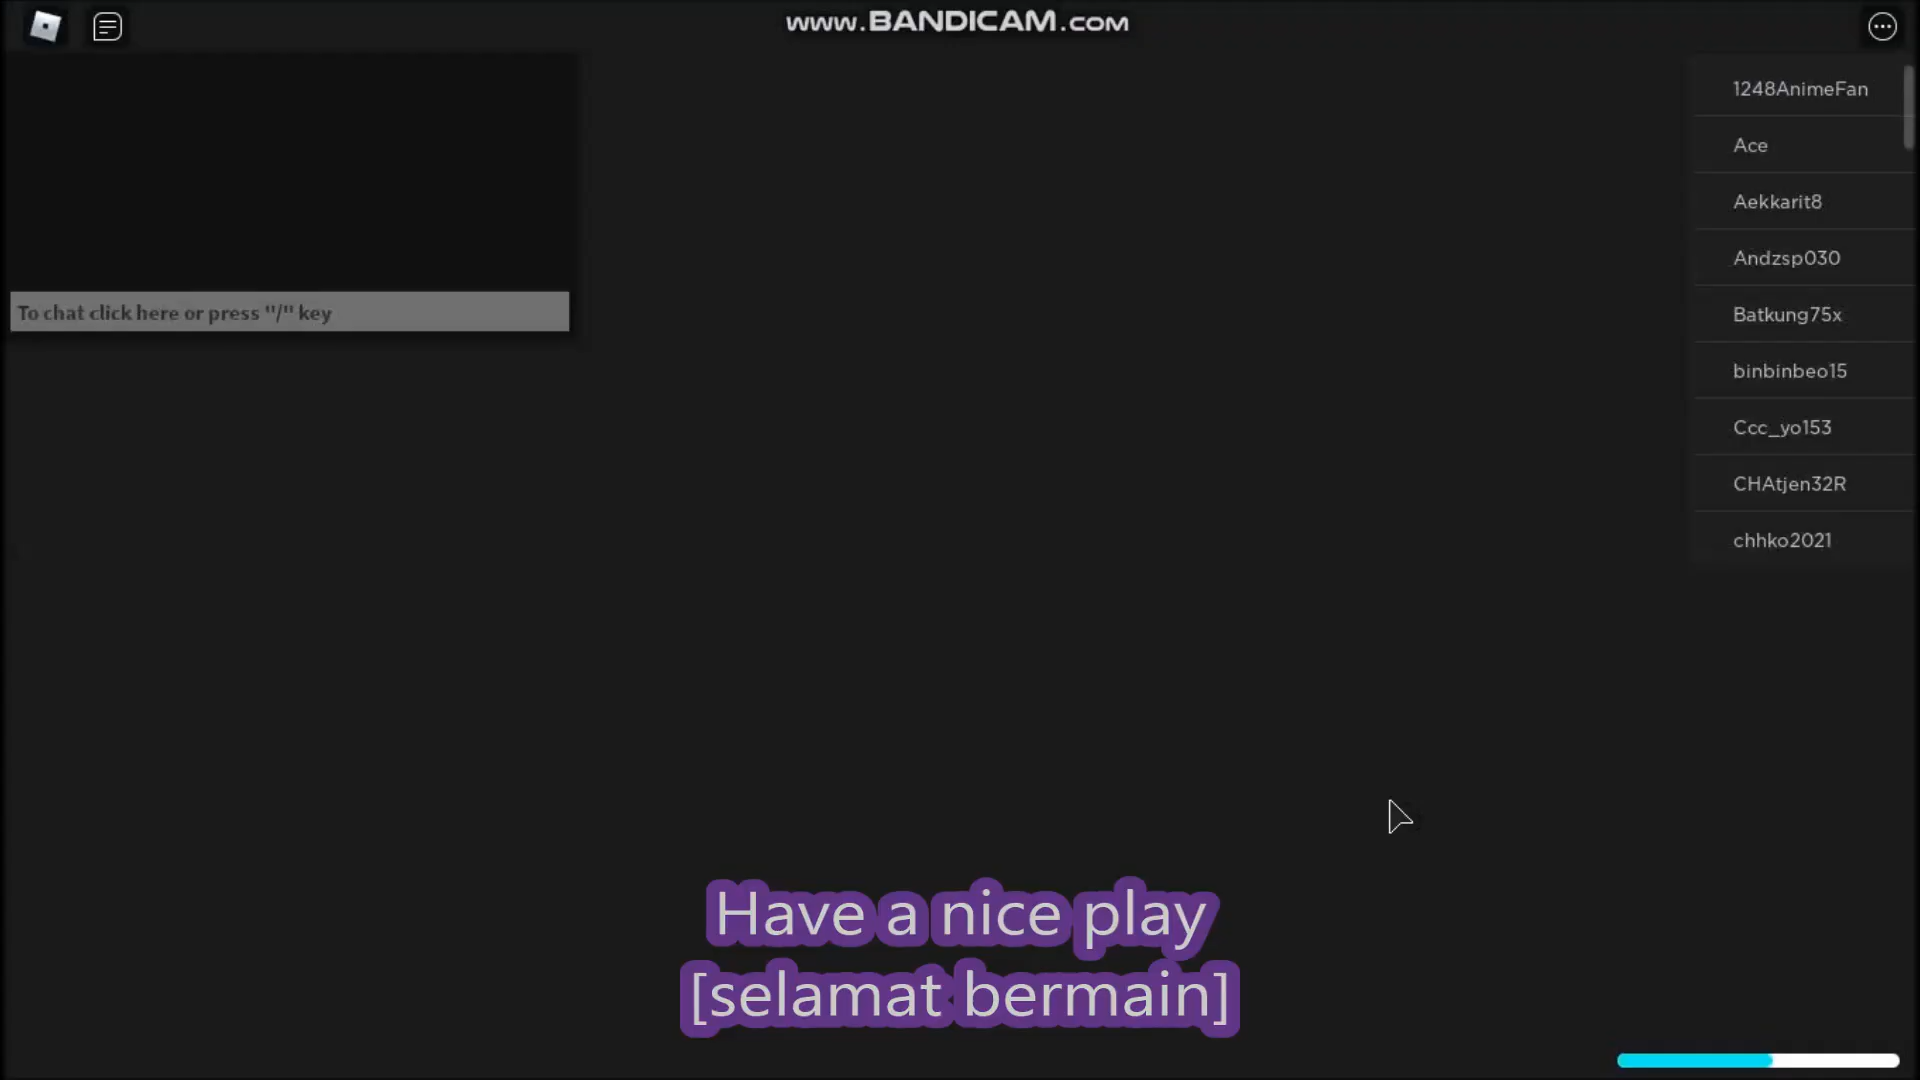 www.BANDICAM.com
1248AnimeFan
Ace
Aekkarit8
Andzsp030
Batkung75x
binbinbeo15
Ccc_yo153
CHAtjen32R
chhko2021
To chat click here or press "/" key
Have a nice play
[selamat bermain]